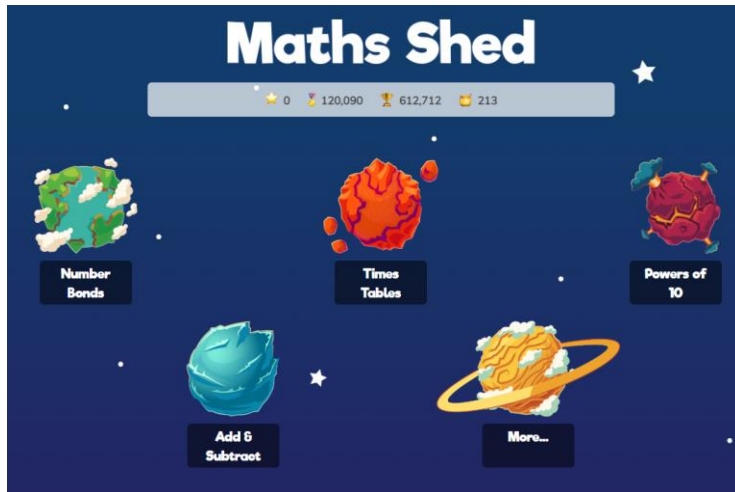 Maths Shed
0 120,090 612,712 213
Number
Bonds
Times
Tables
Powers of
10
Add &
Subtract
More...